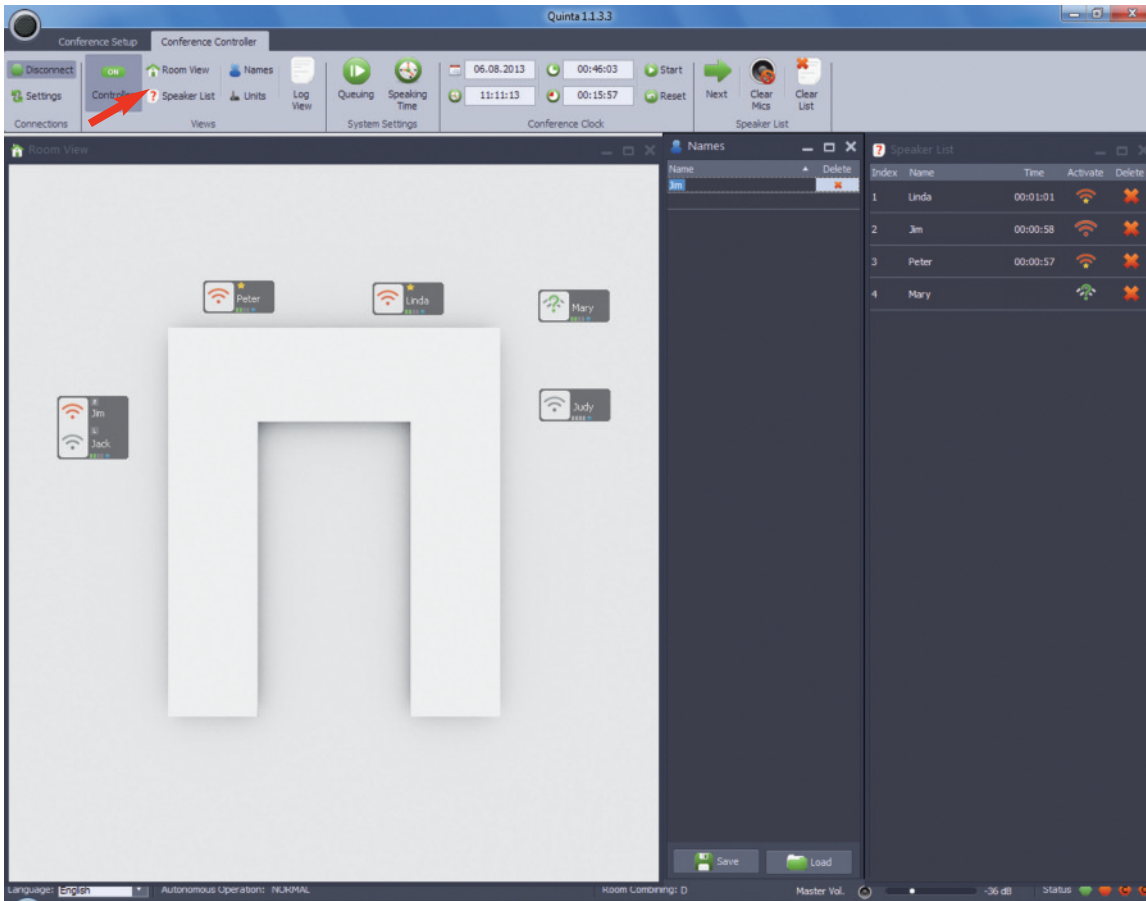 Quinta 1.1.3.3
Conference Setup Conference Controller
Disconnect ON Room View Names 06.08.2013 00:46:03 Start
Settings Controller ? Speaker List Units Log View Queuing Speaking Time 11:11:13 00:15:57 Reset Next Clear Mics Clear List
Connections Views System Settings Conference Clock Speaker List
Room View
Peter
Linda
Mary
Judy
Jim
Jack
Names
Name Delete
Jim
Save Load
? Speaker List
Index Name Time Activate Delete
1 Linda 00:01:01
2 Jim 00:00:58
3 Peter 00:00:57
4 Mary
Language: English Autonomous Operation: NORMAL Room Combining: D Master Vol. -36 dB Status